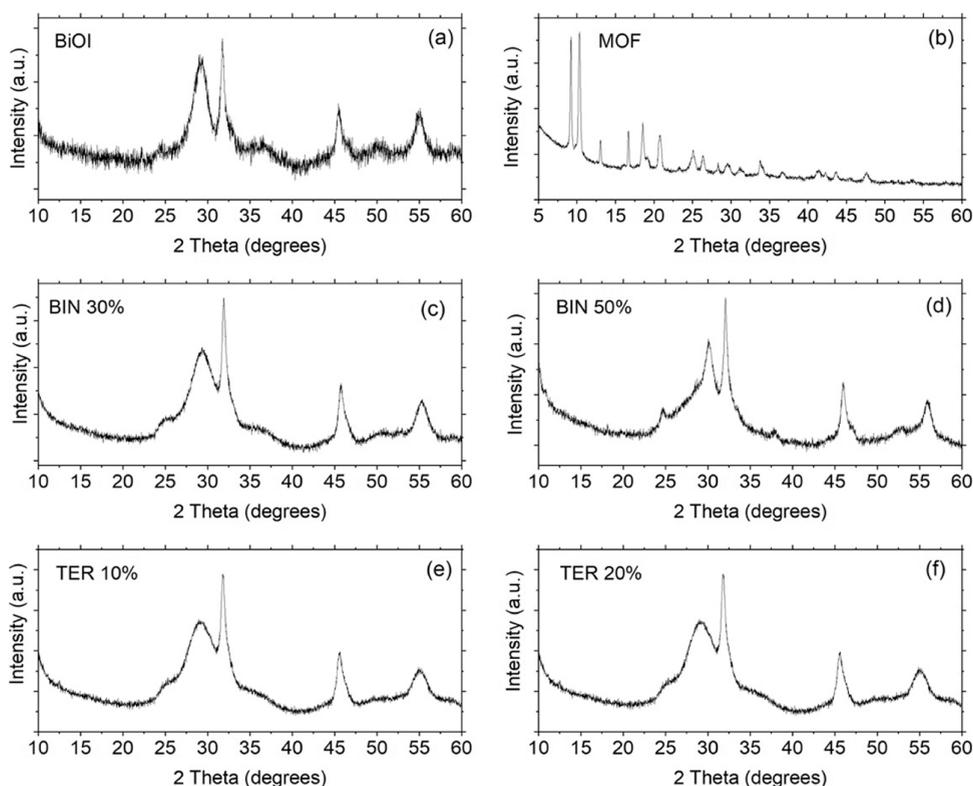 BiOI
(a)
Intensity (a.u.)
10 15 20 25 30 35 40 45 50 55 60
2 Theta (degrees)
MOF
(b)
Intensity (a.u.)
5 10 15 20 25 30 35 40 45 50 55 60
2 Theta (degrees)
BIN 30%
(c)
Intensity (a.u.)
10 15 20 25 30 35 40 45 50 55 60
2 Theta (degrees)
BIN 50%
(d)
Intensity (a.u.)
10 15 20 25 30 35 40 45 50 55 60
2 Theta (degrees)
TER 10%
(e)
Intensity (a.u.)
10 15 20 25 30 35 40 45 50 55 60
2 Theta (degrees)
TER 20%
(f)
Intensity (a.u.)
10 15 20 25 30 35 40 45 50 55 60
2 Theta (degrees)